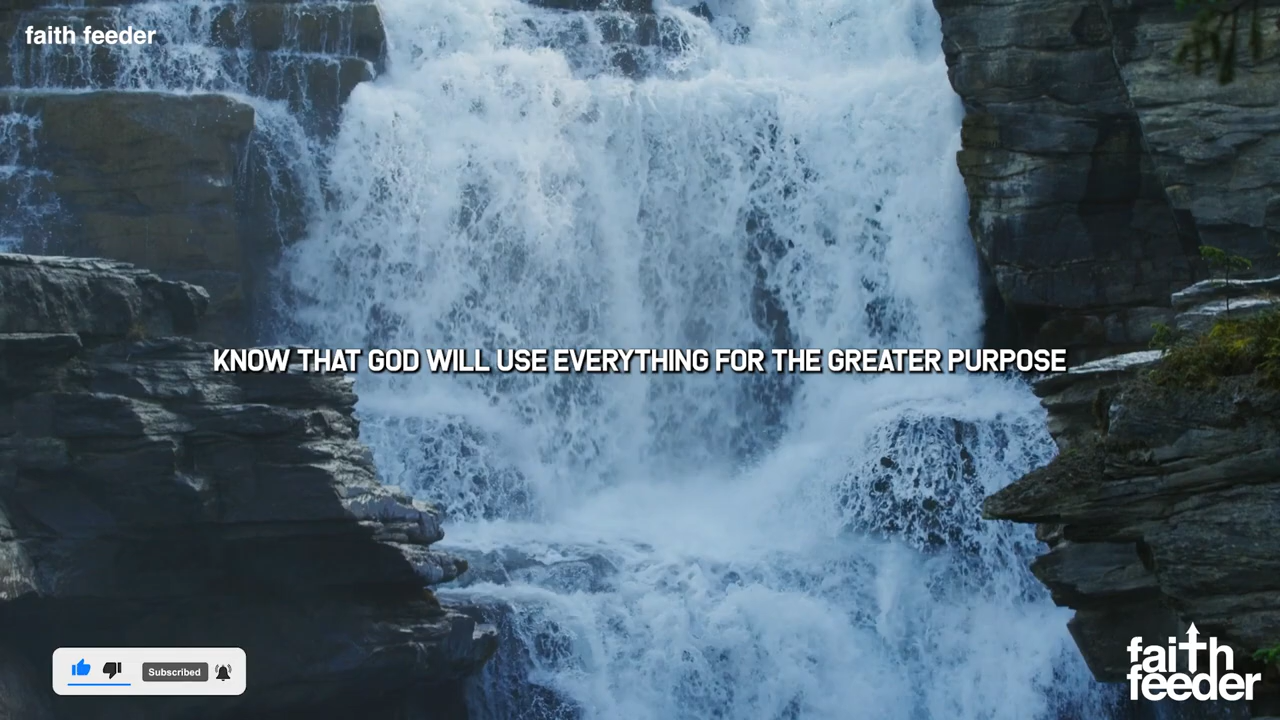 faith feeder
KNOW THAT GOD WILL USE EVERYTHING FOR THE GREATER PURPOSE
Subscribed
faith
feeder